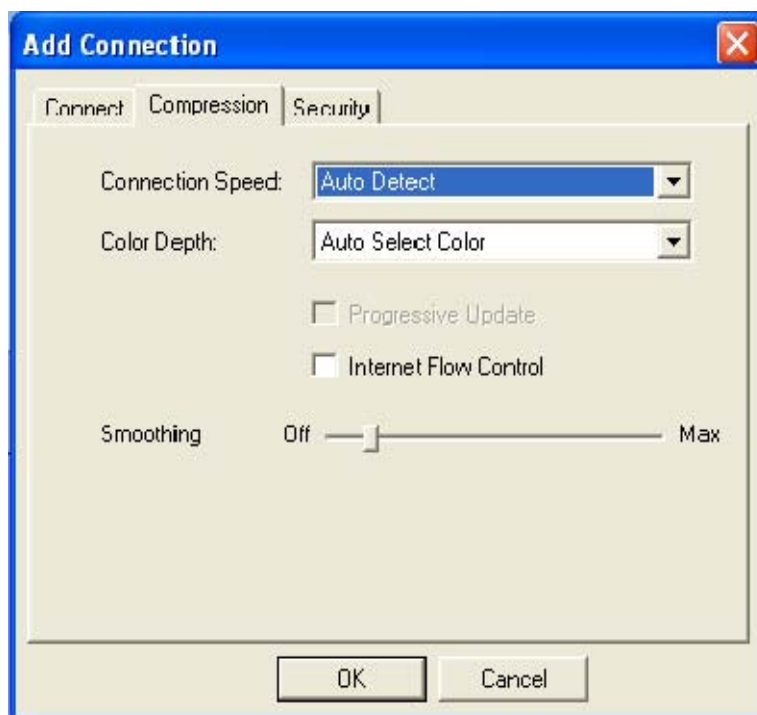 Add Connection
Connect Compression Security
Connection Speed: Auto Detect
Color Depth: Auto Select Color
Progressive Update
Internet Flow Control
Smoothing Off Max
OK Cancel